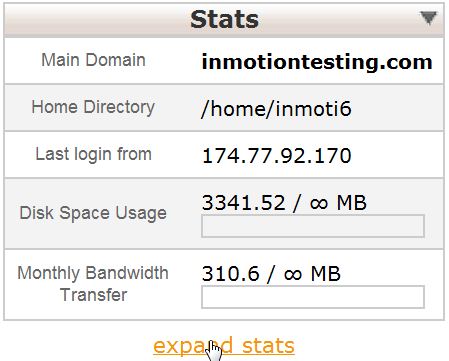 Stats
Main Domain inmotiontesting.com
Home Directory /home/inmoti6
Last login from 174.77.92.170
Disk Space Usage 3341.52 / ∞ MB
Monthly Bandwidth Transfer 310.6 / ∞ MB
expand stats